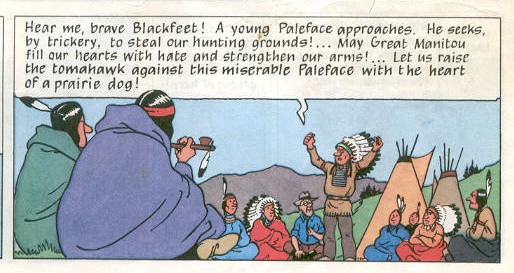 Hear me, brave Blackfeet! A young Paleface approaches. He seeks,
by trickery, to steal our hunting grounds!... May Great Manitou
fill our hearts with hate and strengthen our arms!... Let us raise
the tomahawk against this miserable Paleface with the heart
of a prairie dog!